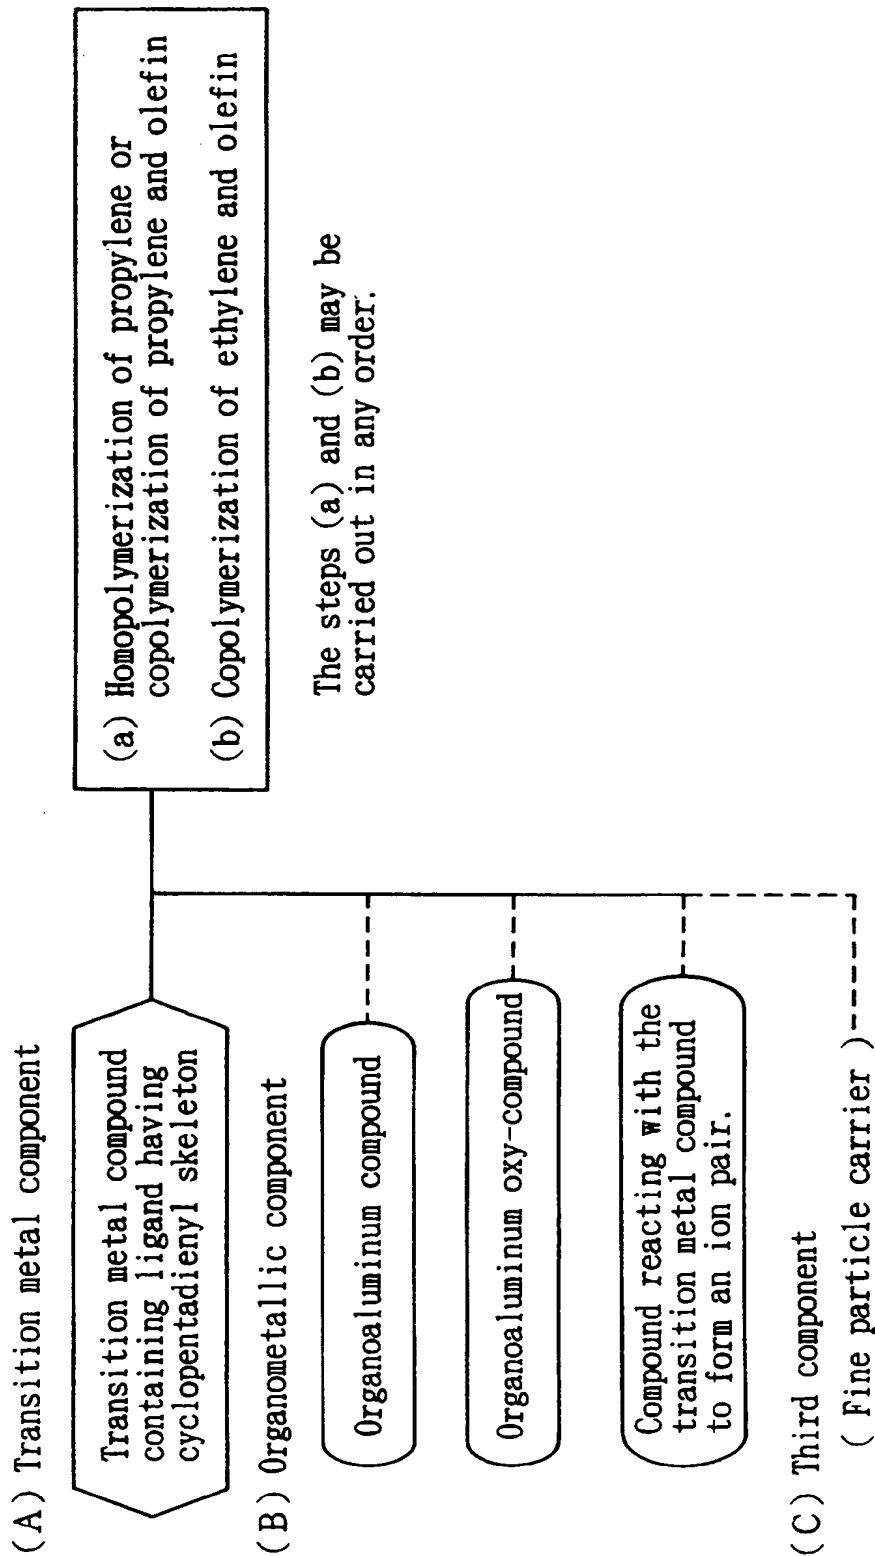 (A) Transition metal component
Transition metal compound
containing ligand having
cyclopentadienyl skeleton
(B) Organometallic component
Organoaluminum compound
Organoaluminum oxy-compound
Compound reacting with the
transition metal compound
to form an ion pair.
(C) Third component
( Fine particle carrier )
(a) Homopolymerization of propylene or
copolymerization of propylene and olefin
(b) Copolymerization of ethylene and olefin
The steps (a) and (b) may be
carried out in any order.